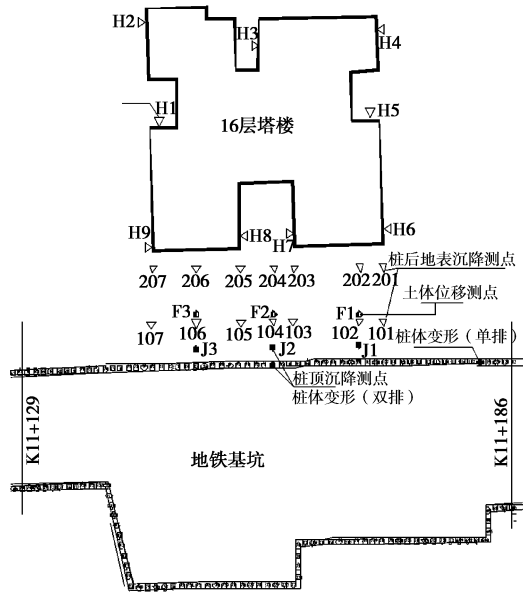 H2
H3
H4
H1
H5
16层塔楼
H9
H8
H7
H6
207 206 205 204 203 202 201
桩后地表沉降测点
土体位移测点
F3 F2 F1
107 106 105 104 103 102 101
桩体变形(单排)
J3 J2 J1
桩顶沉降测点
桩体变形(双排)
K11+129
地铁基坑
K11+186